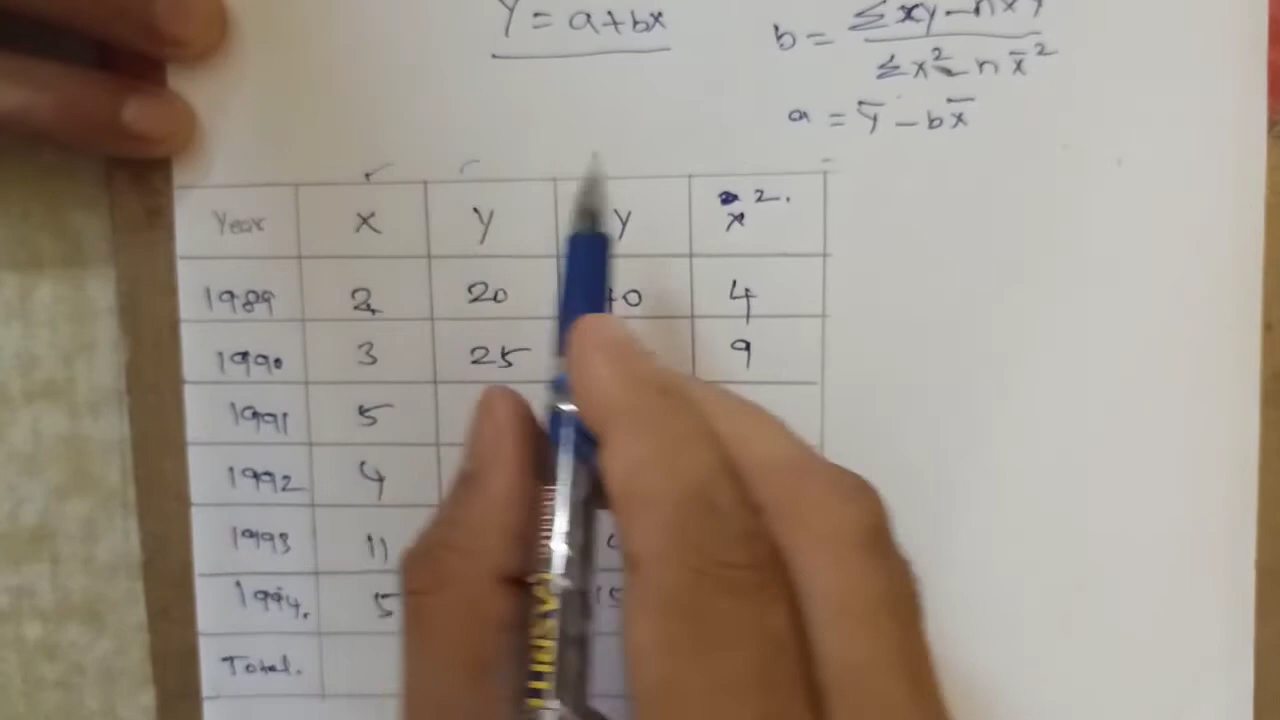 Y = a+bx
b = Σxy-nx̄ȳ
Σx²-nx̄²
a = ȳ-bx̄
Year x y y x²
1989 2 20 40 4
1990 3 25 9
1991 5
1992 4
1993 11
1994. 5 15
Total.